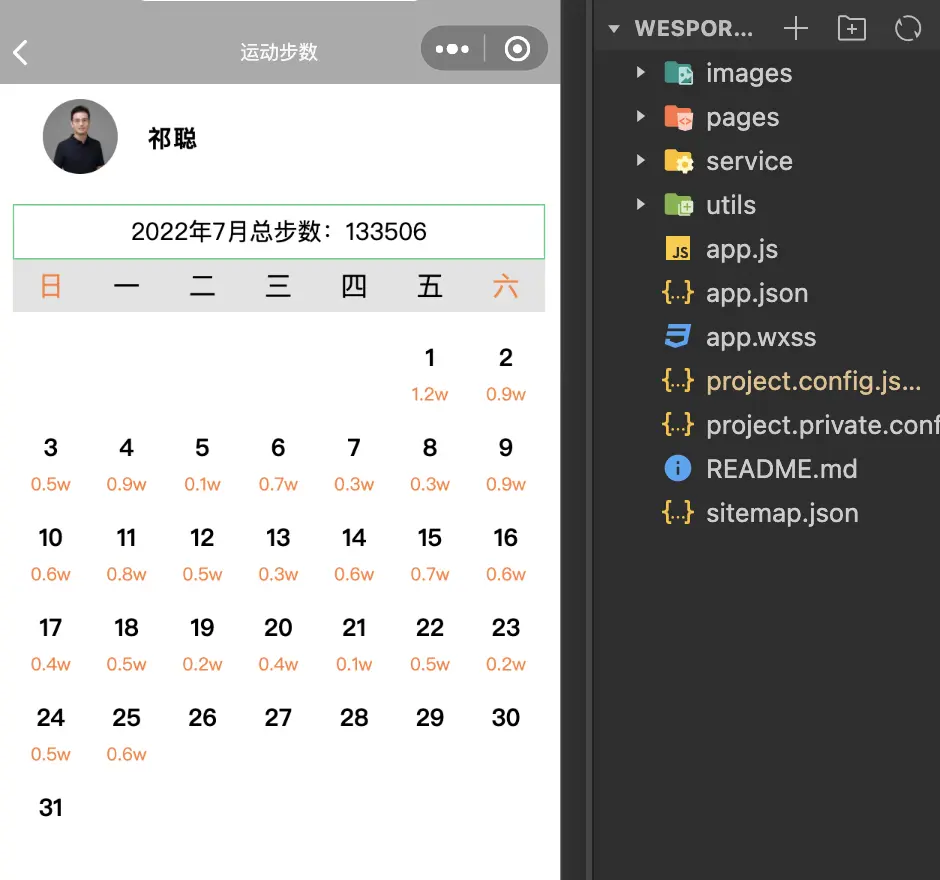 运动步数
祁聪
2022年7月总步数：133506
日 一 二 三 四 五 六
1 2
1.2w 0.9w
3 4 5 6 7 8 9
0.5w 0.9w 0.1w 0.7w 0.3w 0.3w 0.9w
10 11 12 13 14 15 16
0.6w 0.8w 0.5w 0.3w 0.6w 0.7w 0.6w
17 18 19 20 21 22 23
0.4w 0.5w 0.2w 0.4w 0.1w 0.5w 0.2w
24 25 26 27 28 29 30
0.5w 0.6w
31
WESPOR...
images
pages
service
utils
JS app.js
{...} app.json
app.wxss
{...} project.config.js...
{...} project.private.conf
README.md
{...} sitemap.json